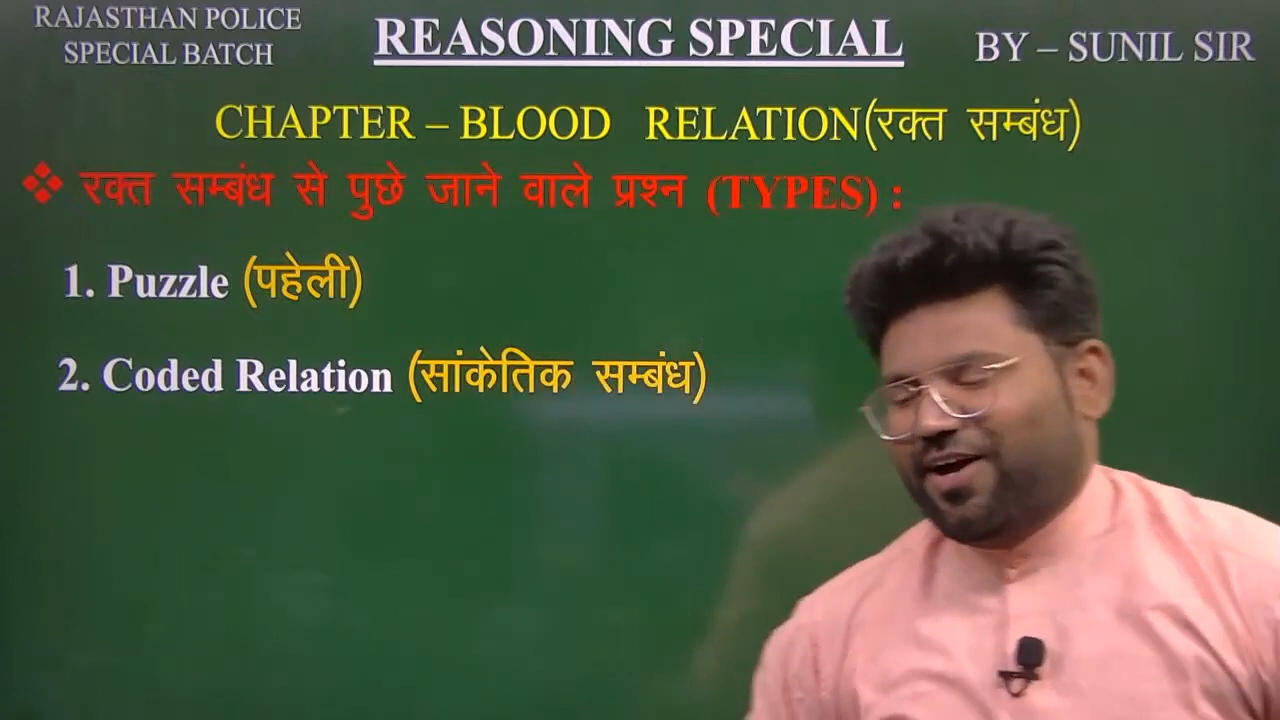 RAJASTHAN POLICE
SPECIAL BATCH
REASONING SPECIAL
BY – SUNIL SIR
CHAPTER – BLOOD RELATION(रक्त सम्बंध)
❖ रक्त सम्बंध से पुछे जाने वाले प्रश्न (TYPES) :
1. Puzzle (पहेली)
2. Coded Relation (सांकेतिक सम्बंध)